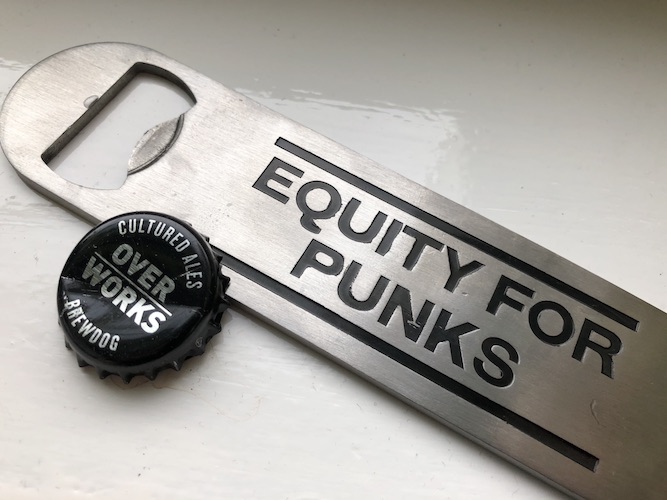 EQUITY FOR
PUNKS
CULTURED ALES
OVER
WORKS
BREWDOG